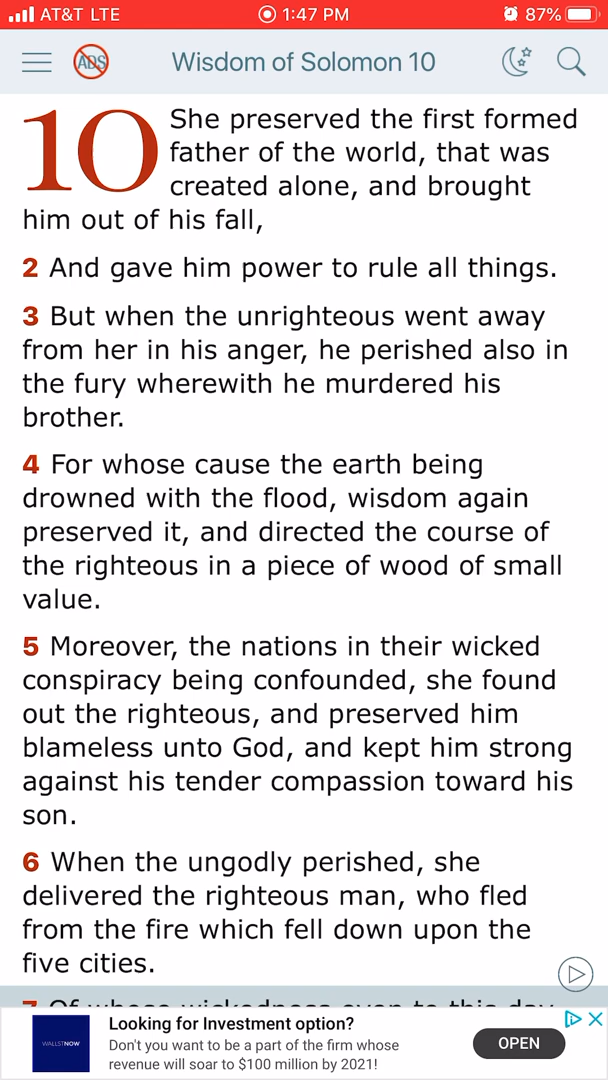 AT&T LTE 1:47 PM 87%
ADS Wisdom of Solomon 10
10 She preserved the first formed
father of the world, that was
created alone, and brought
him out of his fall,
2 And gave him power to rule all things.
3 But when the unrighteous went away
from her in his anger, he perished also in
the fury wherewith he murdered his
brother.
4 For whose cause the earth being
drowned with the flood, wisdom again
preserved it, and directed the course of
the righteous in a piece of wood of small
value.
5 Moreover, the nations in their wicked
conspiracy being confounded, she found
out the righteous, and preserved him
blameless unto God, and kept him strong
against his tender compassion toward his
son.
6 When the ungodly perished, she
delivered the righteous man, who fled
from the fire which fell down upon the
five cities.
7 Of whose wickedness even to this day
Looking for Investment option?
WALLSTNOW
Don't you want to be a part of the firm whose
revenue will soar to $100 million by 2021!
OPEN